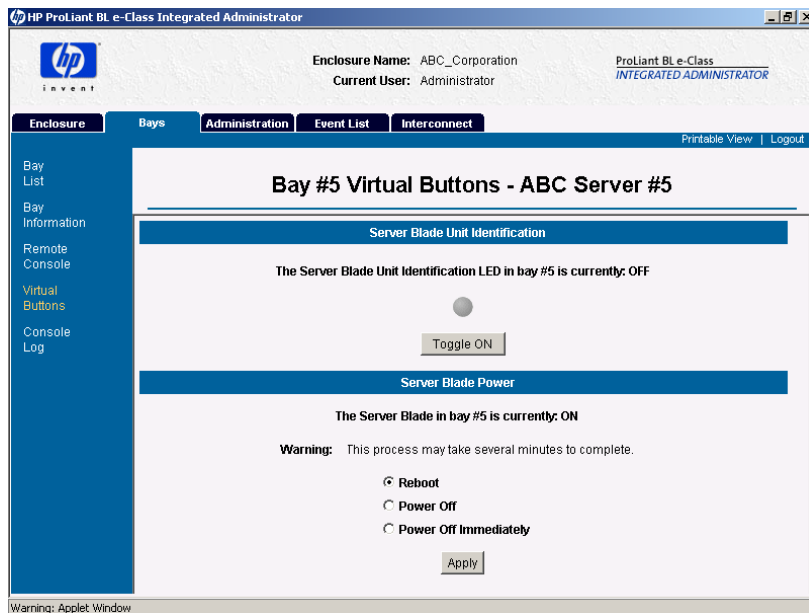 HP ProLiant BL e-Class Integrated Administrator
hp
invent
Enclosure Name: ABC_Corporation
Current User: Administrator
ProLiant BL e-Class
INTEGRATED ADMINISTRATOR
Enclosure Bays Administration Event List Interconnect
Printable View | Logout
Bay
List
Bay
Information
Remote
Console
Virtual
Buttons
Console
Log
Bay #5 Virtual Buttons - ABC Server #5
Server Blade Unit Identification
The Server Blade Unit Identification LED in bay #5 is currently: OFF
Toggle ON
Server Blade Power
The Server Blade in bay #5 is currently: ON
Warning: This process may take several minutes to complete.
Reboot
Power Off
Power Off Immediately
Apply
Warning: Applet Window